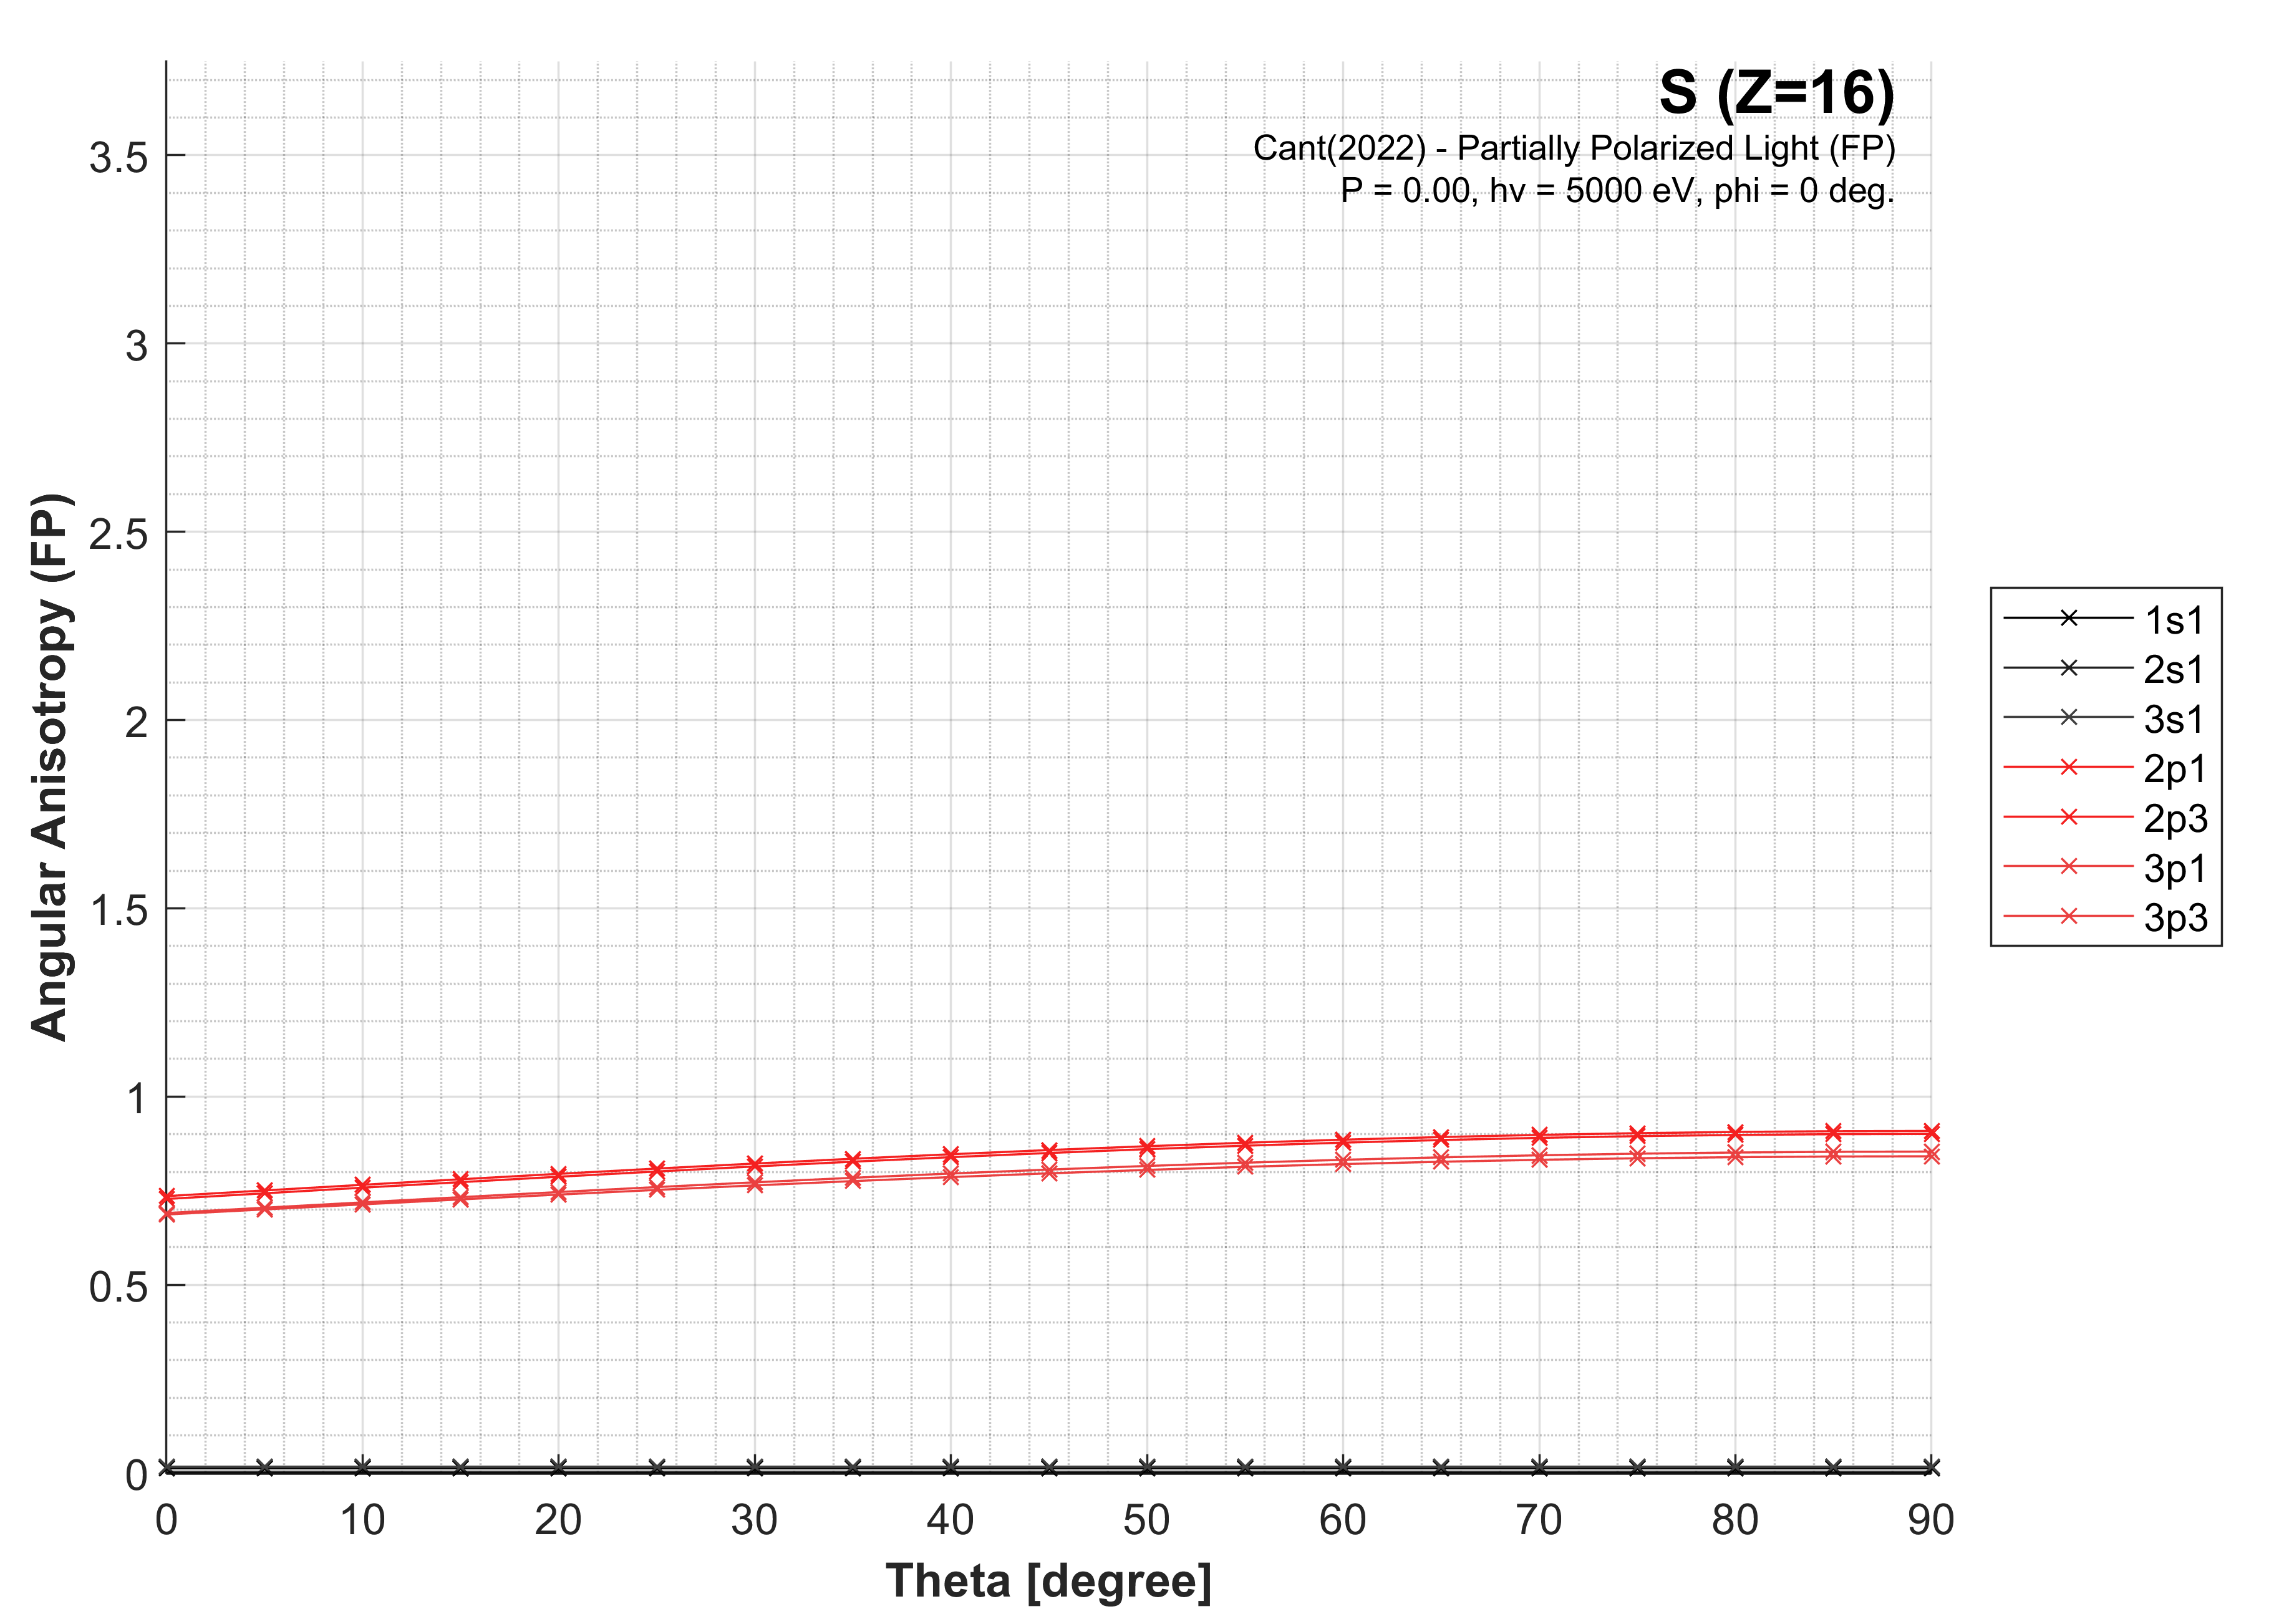 S (Z=16)
Cant(2022) - Partially Polarized Light (FP)
P = 0.00, hv = 5000 eV, phi = 0 deg.
Angular Anisotropy (FP)
3.5
3
2.5
2
1.5
1
0.5
0
0 10 20 30 40 50 60 70 80 90
Theta [degree]
1s1
2s1
3s1
2p1
2p3
3p1
3p3